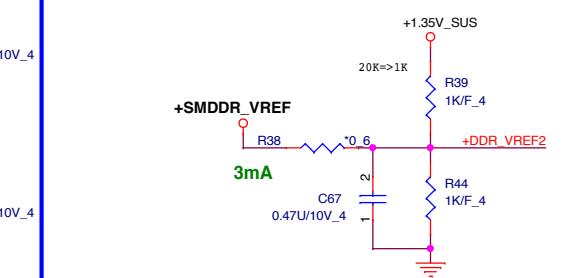 +1.35V_SUS
10V_4
20K=>1K
R39
1K/F_4
+SMDDR_VREF
R38
*0_6
+DDR_VREF2
3mA
2
R44
1K/F_4
C67
0.47U/10V_4
1
10V_4